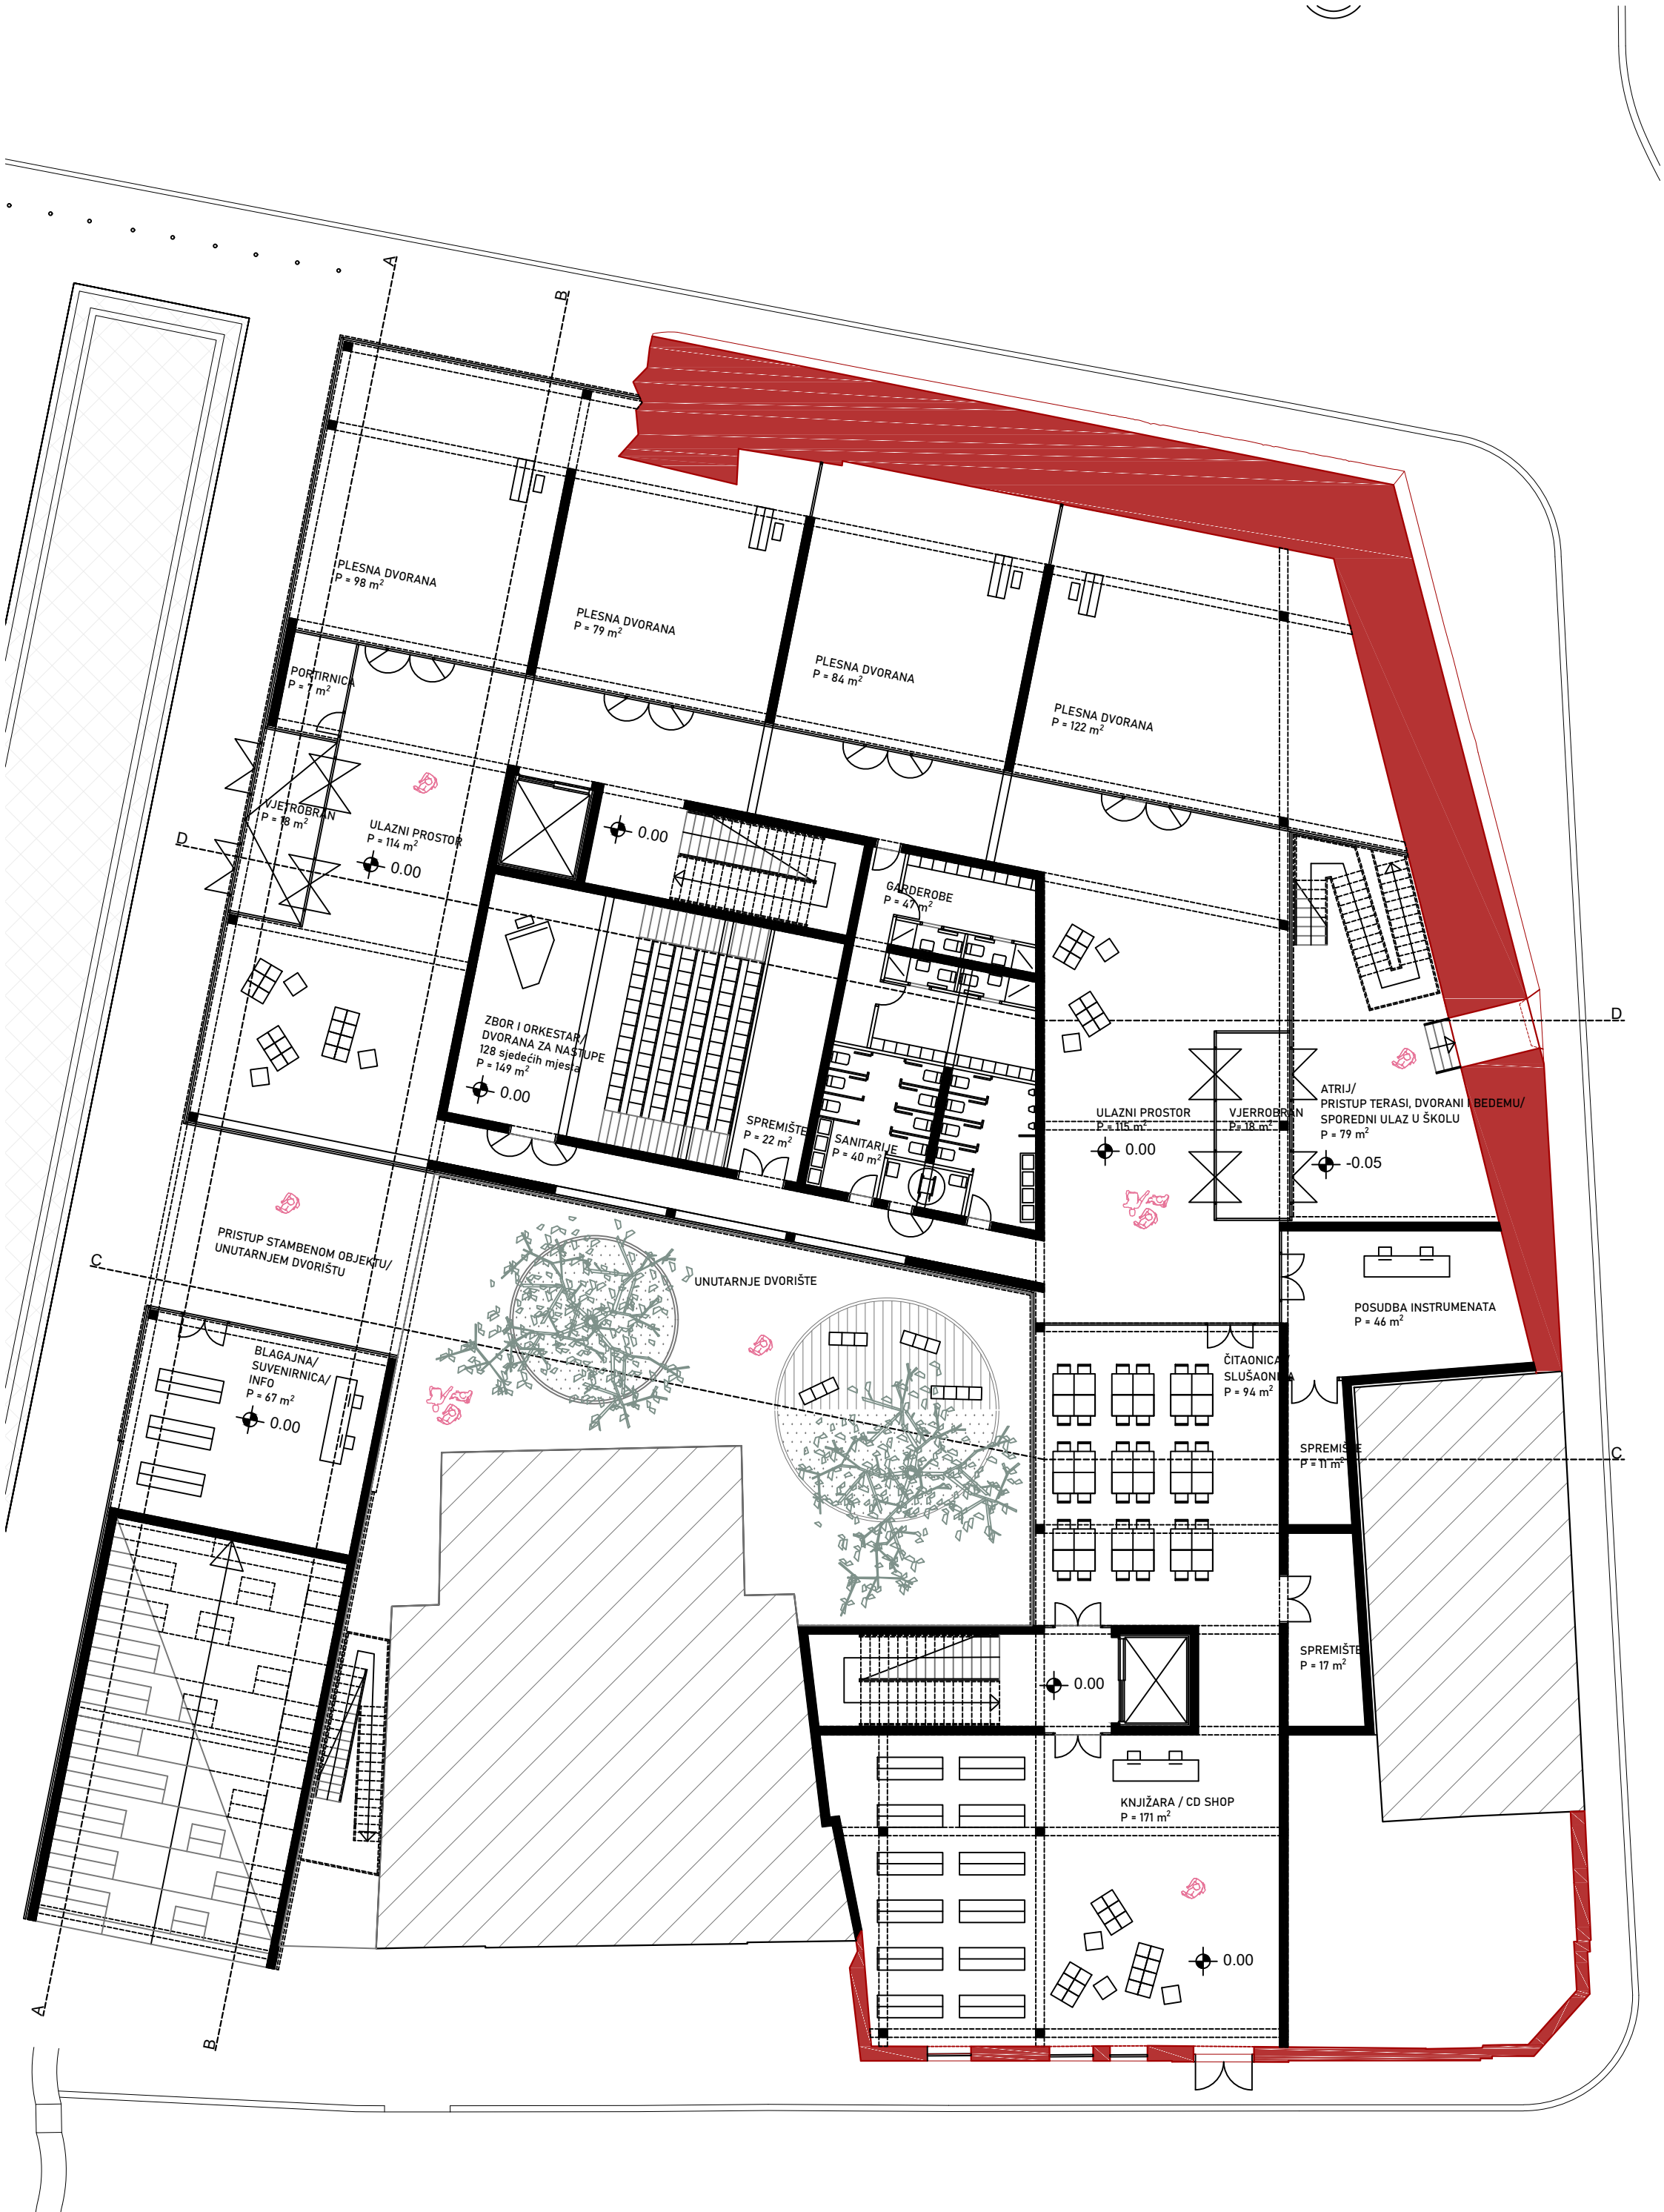 A
B
PLESNA DVORANA
P = 98 m²
PLESNA DVORANA
P = 79 m²
PLESNA DVORANA
P = 84 m²
PLESNA DVORANA
P = 122 m²
PORTIRNICA
P = 7 m²
VJETROBRAN
P = 18 m²
D
ULAZNI PROSTOR
P = 114 m²
0.00
0.00
GARDEROBE
P = 47 m²
ZBOR I ORKESTAR/
DVORANA ZA NASTUPE
128 sjedećih mjesta
P = 149 m²
0.00
SPREMIŠTE
P = 22 m²
SANITARIJE
P = 40 m²
D
ULAZNI PROSTOR
P = 115 m²
0.00
VJERROBRAN
P= 18 m²
ATRIJ/
PRISTUP TERASI, DVORANI I BEDEMU/
SPOREDNI ULAZ U ŠKOLU
P = 79 m²
-0.05
PRISTUP STAMBENOM OBJEKTU/
UNUTARNJEM DVORIŠTU
C
UNUTARNJE DVORIŠTE
POSUDBA INSTRUMENATA
P = 46 m²
BLAGAJNA/
SUVENIRNICA/
INFO
P = 67 m²
0.00
ČITAONICA/
SLUŠAONICA
P = 94 m²
SPREMIŠTE
P = 11 m²
C
SPREMIŠTE
P = 17 m²
0.00
KNJIŽARA / CD SHOP
P = 171 m²
0.00
A
B